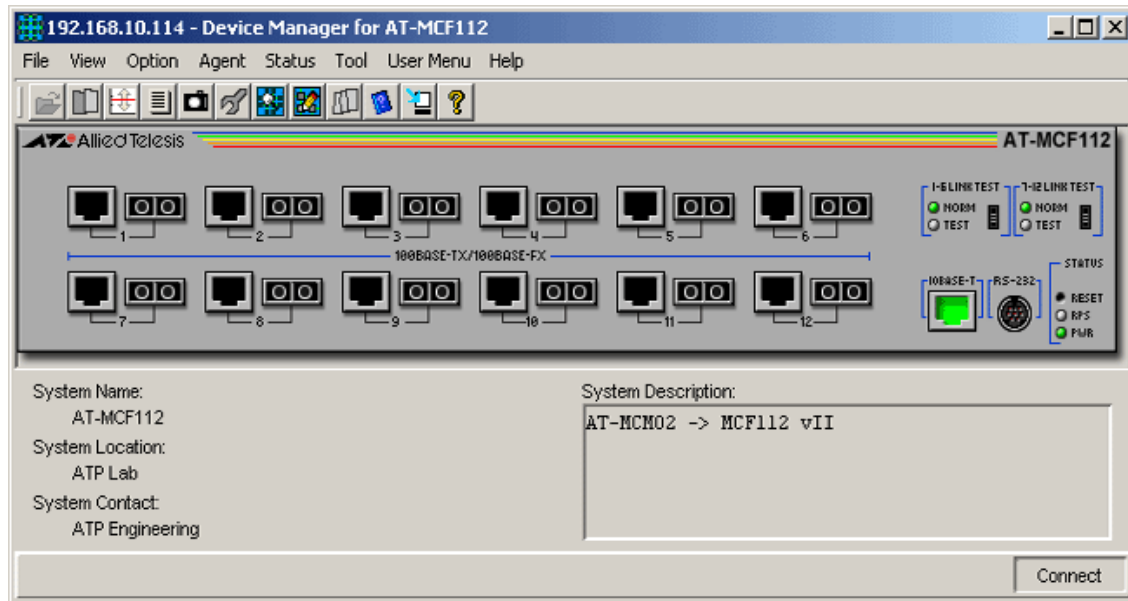 192.168.10.114 - Device Manager for AT-MCF112
File View Option Agent Status Tool User Menu Help
Allied Telesis
AT-MCF112
1 2 3 4 5 6
100BASE-TX/100BASE-FX
7 8 9 10 11 12
1-6 LINK TEST
NORM
TEST
7-12 LINK TEST
NORM
TEST
10BASE-T
RS-232
STATUS
RESET
RPS
PWR
System Name:
AT-MCF112
System Location:
ATP Lab
System Contact:
ATP Engineering
System Description:
AT-MCM02 -> MCF112 vII
Connect